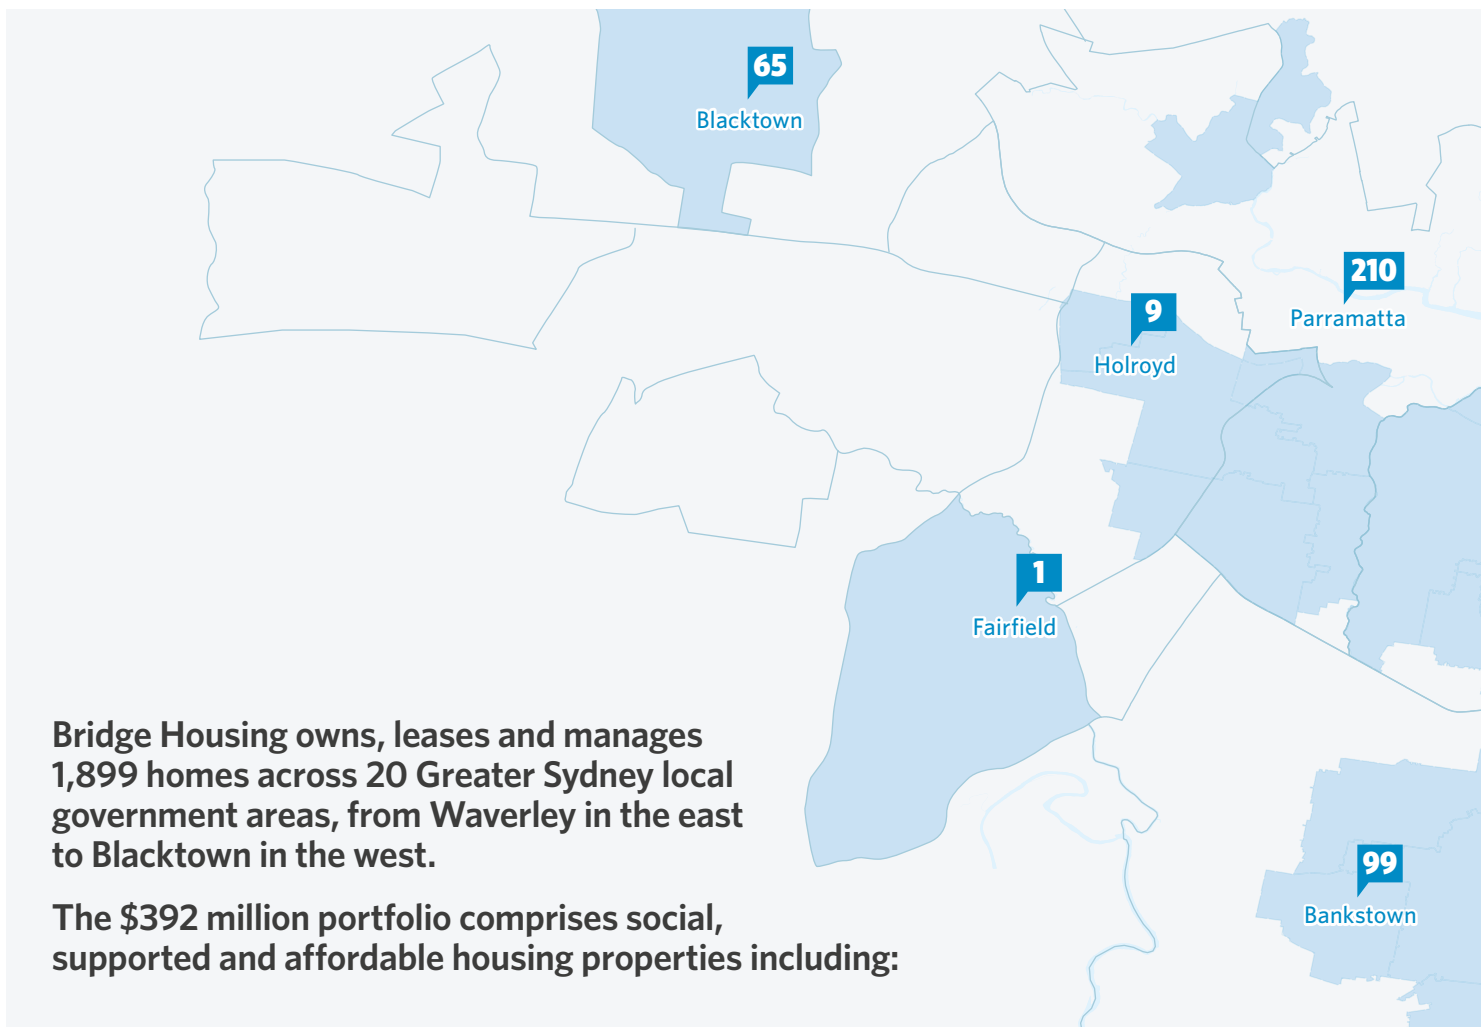 65
Blacktown
210
Parramatta
9
Holroyd
1
Fairfield
Bridge Housing owns, leases and manages
1,899 homes across 20 Greater Sydney local
government areas, from Waverley in the east
to Blacktown in the west.
99
Bankstown
The $392 million portfolio comprises social,
supported and affordable housing properties including: